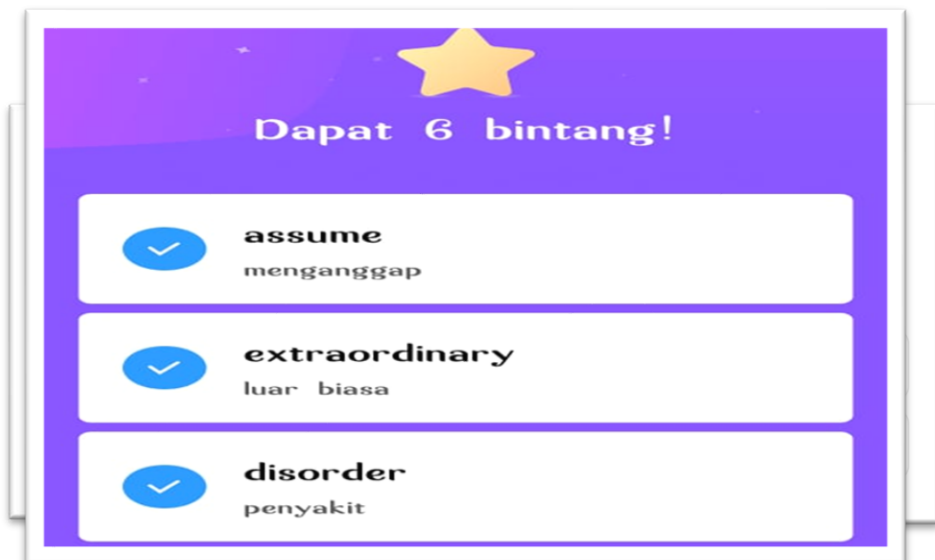 Dapat 6 bintang!
assume
menganggap
extraordinary
luar biasa
disorder
penyakit